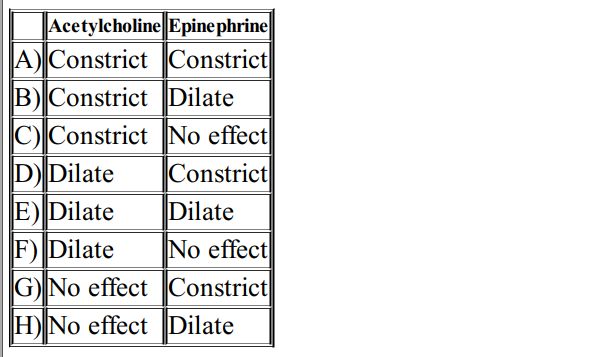 Acetylcholine Epinephrine
A) Constrict Constrict
B) Constrict Dilate
C) Constrict No effect
D) Dilate Constrict
E) Dilate Dilate
F) Dilate No effect
G) No effect Constrict
H) No effect Dilate